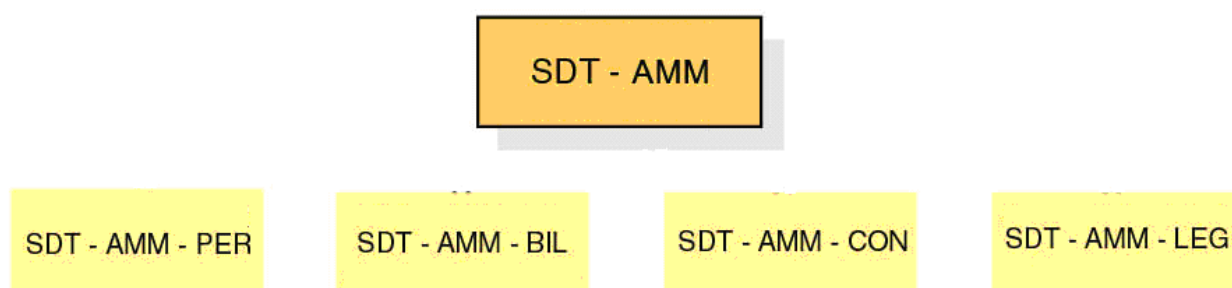 SDT - AMM
SDT - AMM - PER
SDT - AMM - BIL
SDT - AMM - CON
SDT - AMM - LEG